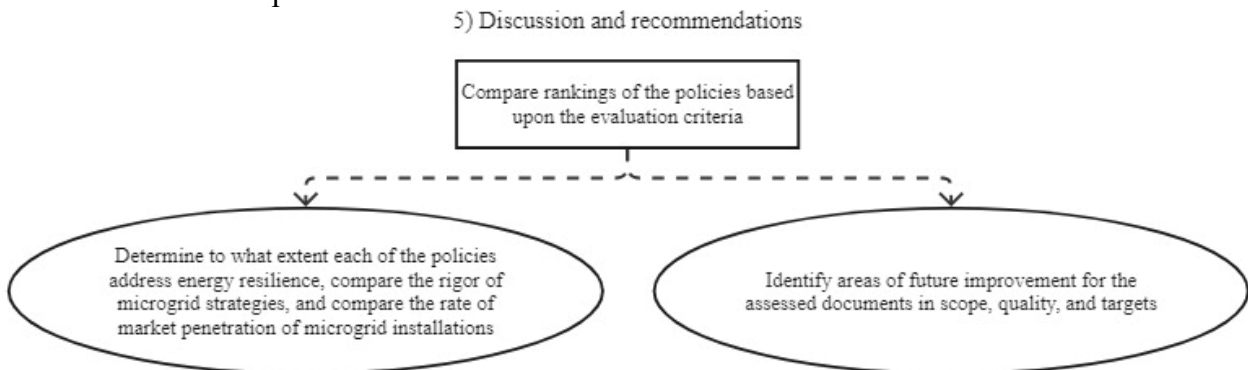 5) Discussion and recommendations
Compare rankings of the policies based
upon the evaluation criteria
Determine to what extent each of the policies
address energy resilience, compare the rigor of
microgrid strategies, and compare the rate of
market penetration of microgrid installations
Identify areas of future improvement for the
assessed documents in scope, quality, and targets